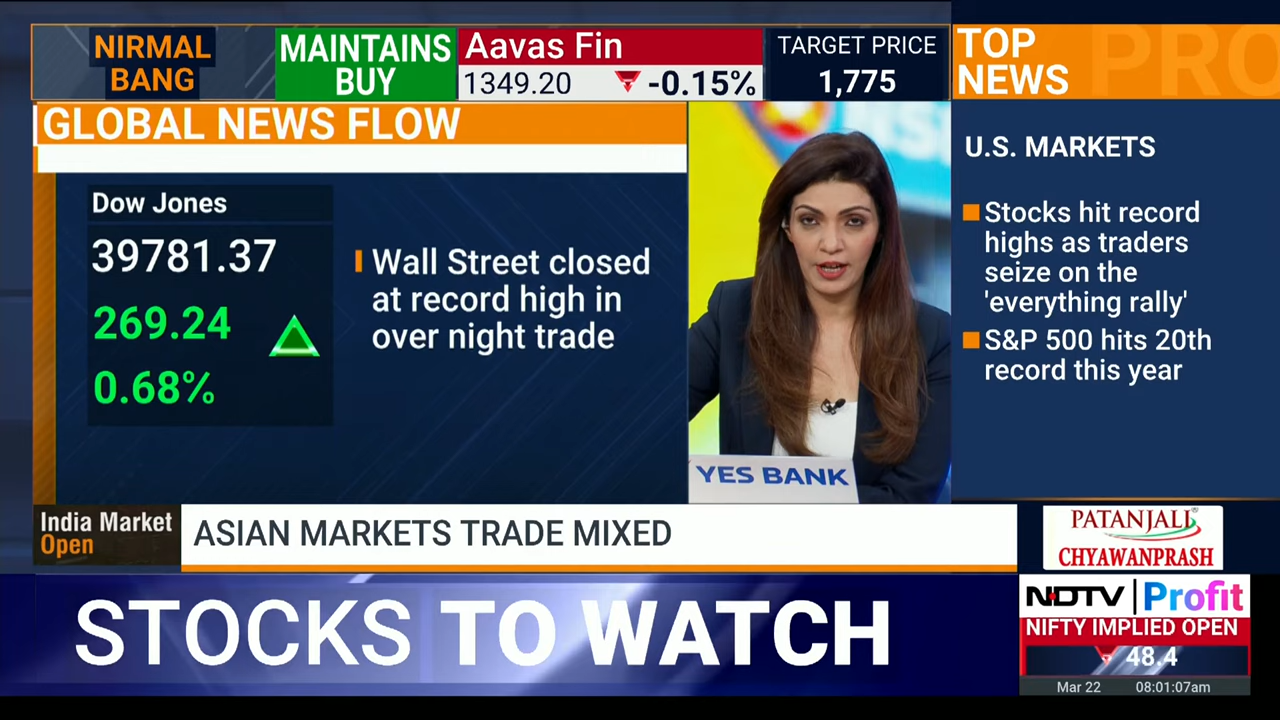 NIRMAL
BANG
MAINTAINS
BUY
Aavas Fin
1349.20 -0.15%
TARGET PRICE
1,775
TOP
NEWS
PRO
GLOBAL NEWS FLOW
Dow Jones
39781.37
269.24
0.68%
Wall Street closed
at record high in
over night trade
YES BANK
U.S. MARKETS
Stocks hit record
highs as traders
seize on the
'everything rally'
S&P 500 hits 20th
record this year
India Market
Open
ASIAN MARKETS TRADE MIXED
PATANJALI
CHYAWANPRASH
STOCKS TO WATCH
NDTV Profit
NIFTY IMPLIED OPEN
48.4
Mar 22 08:01:07am